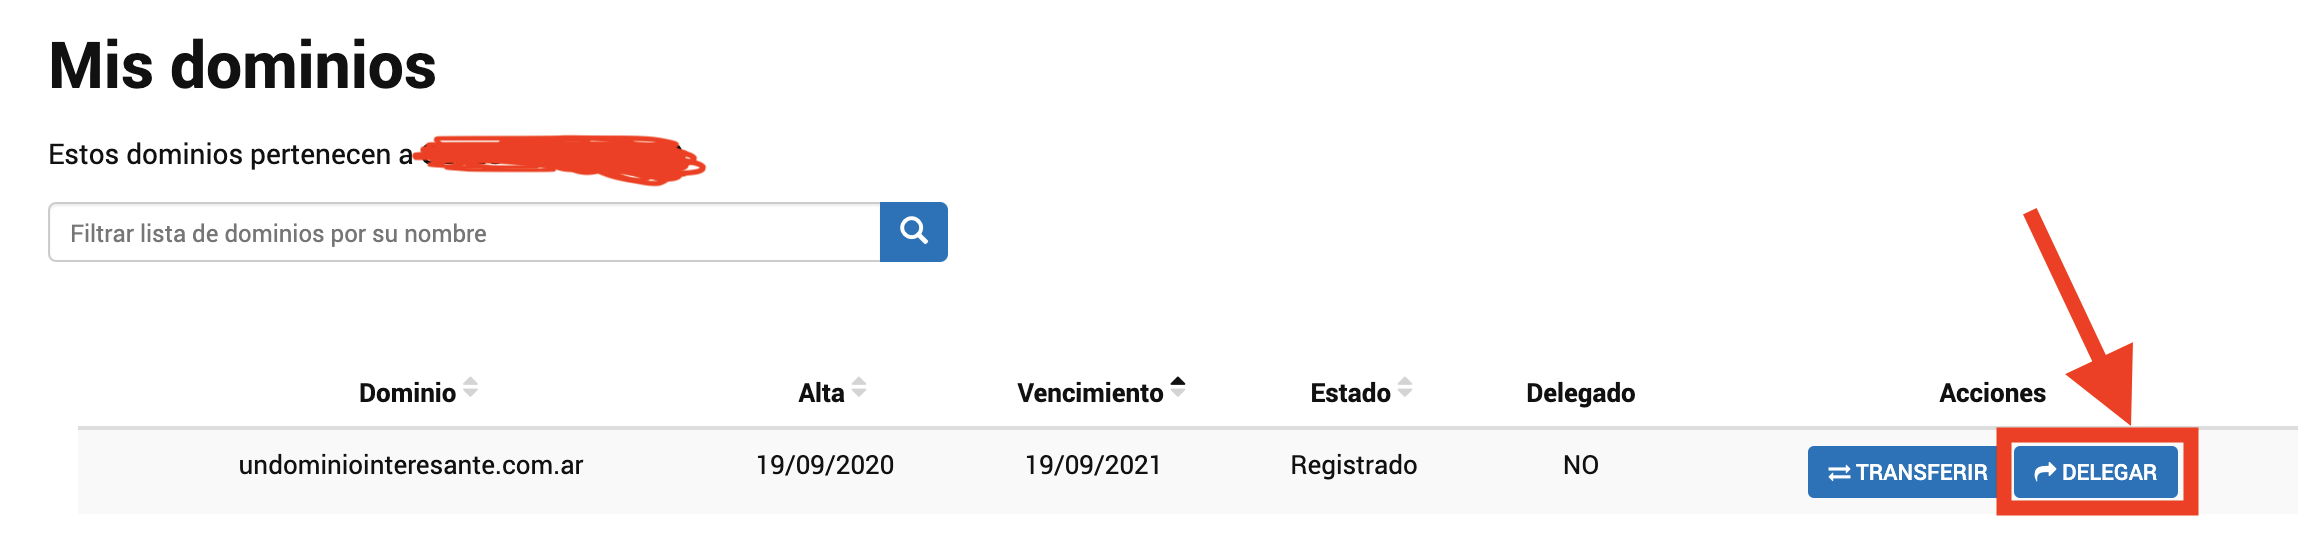 Mis dominios
Estos dominios pertenecen a
Filtrar lista de dominios por su nombre
Dominio Alta Vencimiento Estado Delegado Acciones
undominiointeresante.com.ar 19/09/2020 19/09/2021 Registrado NO TRANSFERIR DELEGAR